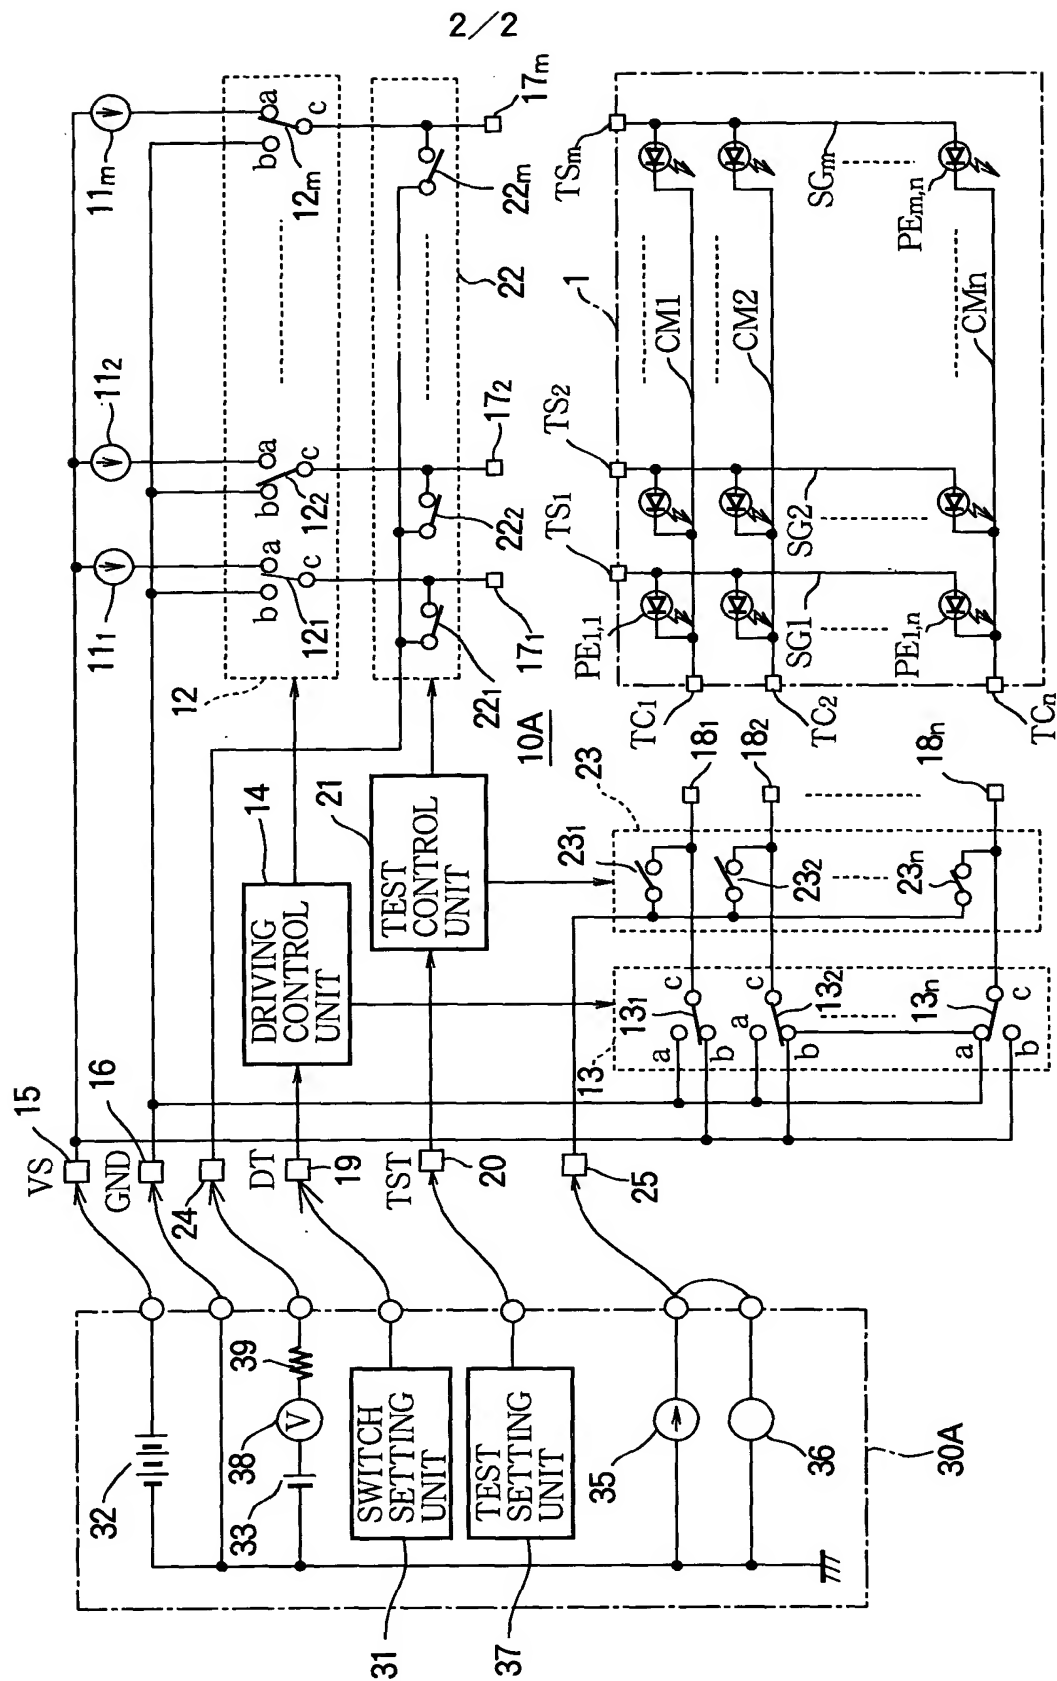 2/2
VS
15
GND
16
24
DT
19
TST
20
25
11₁
11₂
11m
12
b
a
c
12₁
b
a
c
12₂
b
a
c
12m
14
DRIVING
CONTROL
UNIT
21
TEST
CONTROL
UNIT
22₁
22₂
22m
22
17₁
17₂
17m
10A
13
13₁
a
b
c
13₂
a
b
c
13n
a
b
c
23
23₁
23₂
23n
18₁
18₂
18n
TS₁
TS₂
TSm
1
PE1,1
CM1
CM2
SG1
SG2
SGm
PE1,n
PEm,n
CMn
TC₁
TC₂
TCn
32
33
38
V
39
SWITCH
SETTING
UNIT
31
TEST
SETTING
UNIT
37
35
36
30A